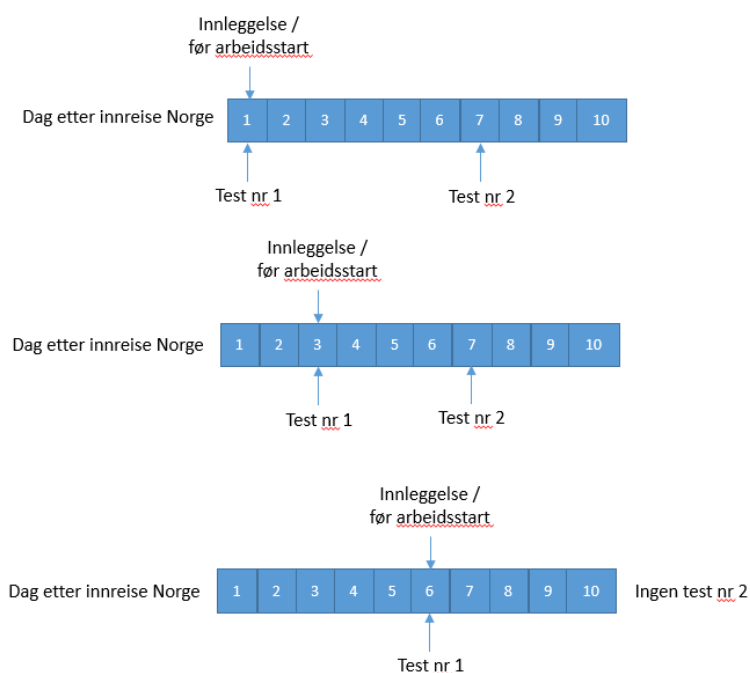 Innleggelse /
før arbeidsstart
Dag etter innreise Norge 1 2 3 4 5 6 7 8 9 10
Test nr 1 Test nr 2
Innleggelse /
før arbeidsstart
Dag etter innreise Norge 1 2 3 4 5 6 7 8 9 10
Test nr 1 Test nr 2
Innleggelse /
før arbeidsstart
Dag etter innreise Norge 1 2 3 4 5 6 7 8 9 10 Ingen test nr 2
Test nr 1